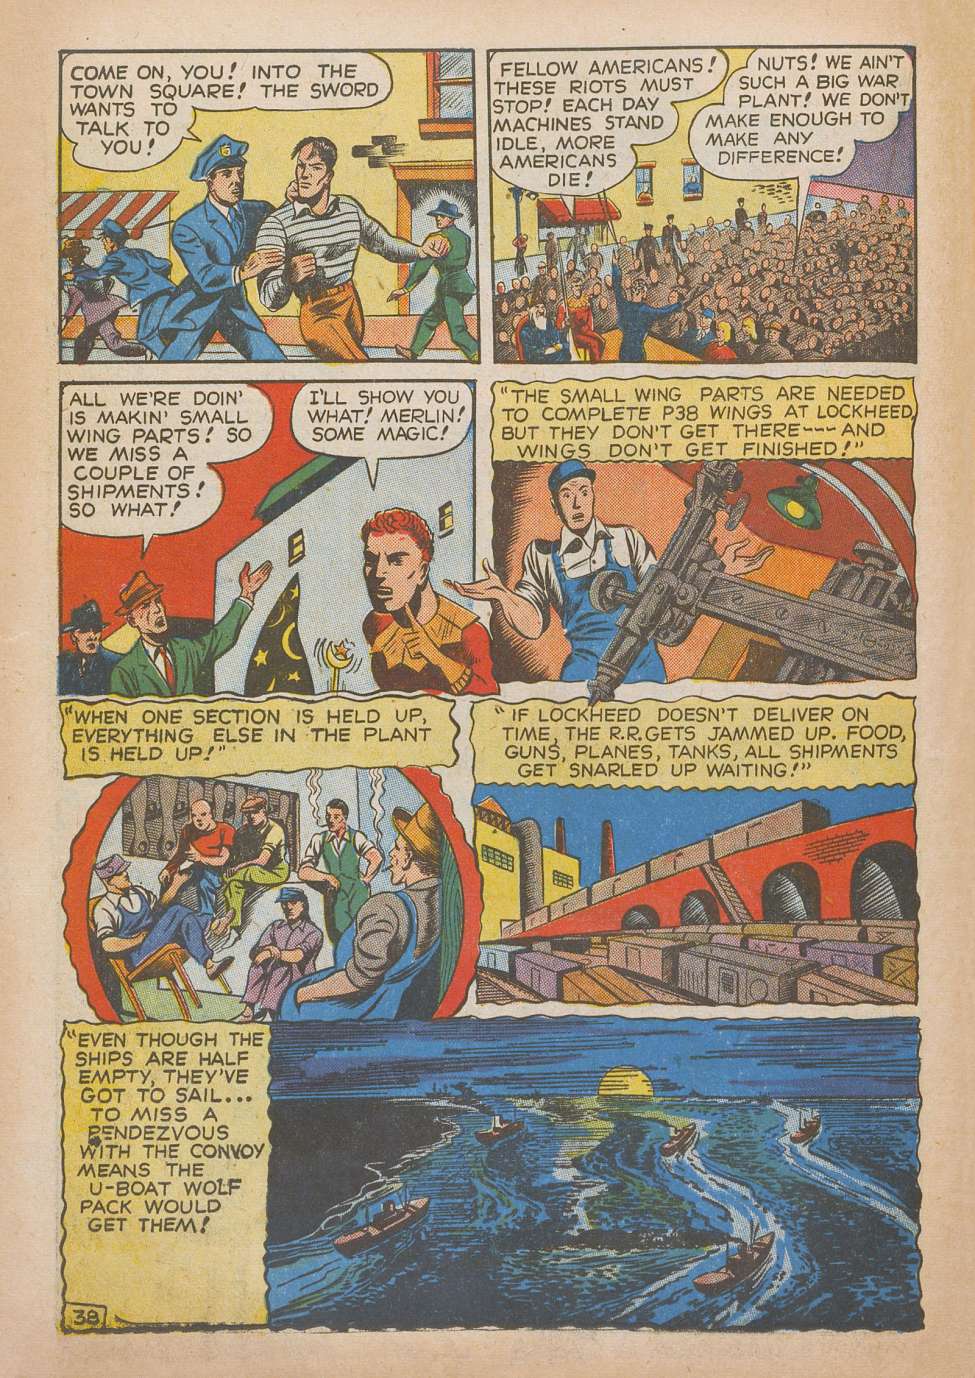 COME ON, YOU! INTO THE
TOWN SQUARE! THE SWORD
WANTS TO
TALK TO
YOU!
FELLOW AMERICANS!
THESE RIOTS MUST
STOP! EACH DAY
MACHINES STAND
IDLE, MORE
AMERICANS
DIE!
NUTS! WE AIN'T
SUCH A BIG WAR
PLANT! WE DON'T
MAKE ENOUGH TO
MAKE ANY
DIFFERENCE!
ALL WE'RE DOIN'
IS MAKIN' SMALL
WING PARTS! SO
WE MISS A
COUPLE OF
SHIPMENTS!
SO WHAT!
I'LL SHOW YOU
WHAT! MERLIN!
SOME MAGIC!
"THE SMALL WING PARTS ARE NEEDED
TO COMPLETE P38 WINGS AT LOCKHEED,
BUT THEY DON'T GET THERE---AND
WINGS DON'T GET FINISHED!"
"WHEN ONE SECTION IS HELD UP,
EVERYTHING ELSE IN THE PLANT
IS HELD UP!"
"IF LOCKHEED DOESN'T DELIVER ON
TIME, THE R.R. GETS JAMMED UP. FOOD,
GUNS, PLANES, TANKS, ALL SHIPMENTS
GET SNARLED UP WAITING!"
"EVEN THOUGH THE
SHIPS ARE HALF
EMPTY, THEY'VE
GOT TO SAIL...
TO MISS A
RENDEZVOUS
WITH THE CONVOY
MEANS THE
U-BOAT WOLF
PACK WOULD
GET THEM!
38